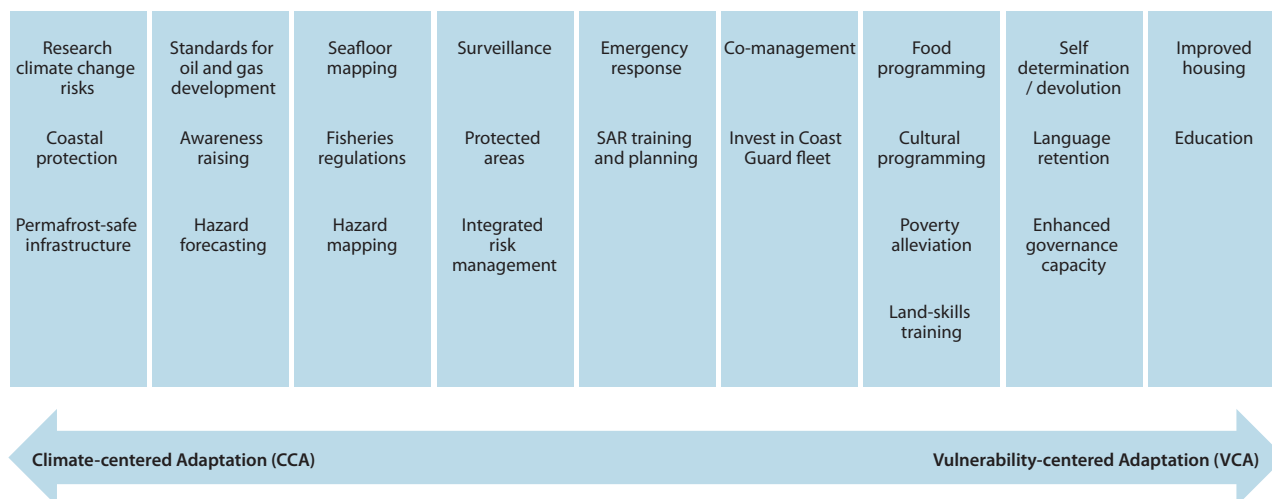 Research
climate change
risks
Coastal
protection
Permafrost-safe
infrastructure
Standards for
oil and gas
development
Awareness
raising
Hazard
forecasting
Seafloor
mapping
Fisheries
regulations
Hazard
mapping
Surveillance
Protected
areas
Integrated
risk
management
Emergency
response
SAR training
and planning
Co-management
Invest in Coast
Guard fleet
Food
programming
Cultural
programming
Poverty
alleviation
Land-skills
training
Self
determination
/ devolution
Language
retention
Enhanced
governance
capacity
Improved
housing
Education
Climate-centered Adaptation (CCA)
Vulnerability-centered Adaptation (VCA)